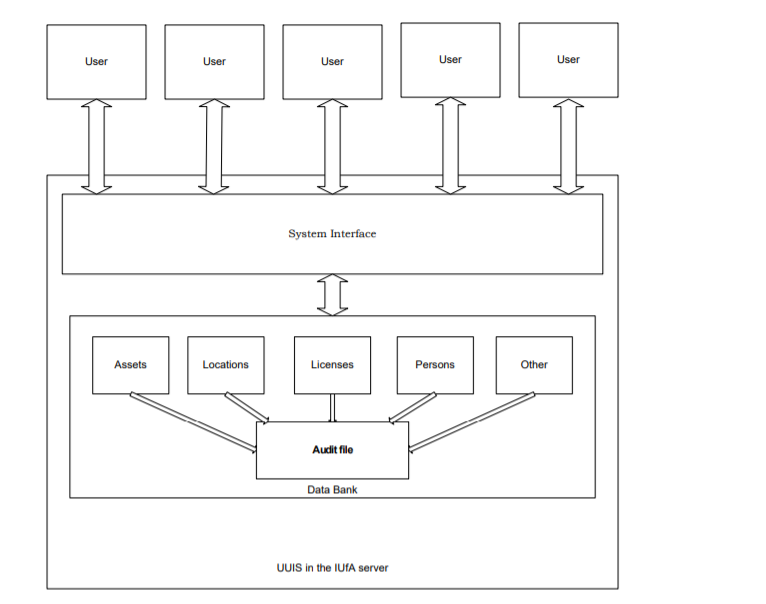 User
User
User
User
User
System Interface
Assets
Locations
Licenses
Persons
Other
Audit file
Data Bank
UUIS in the IUfA server